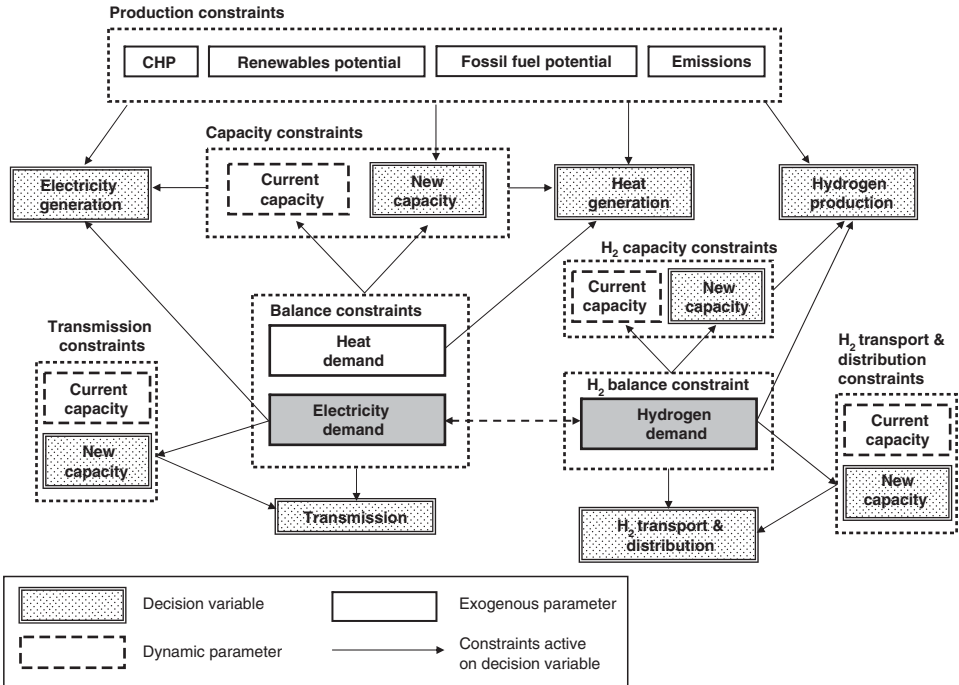 Production constraints
CHP
Renewables potential
Fossil fuel potential
Emissions
Capacity constraints
Electricity
generation
Current
capacity
New
capacity
Heat
generation
Hydrogen
production
H2 capacity constraints
Current
capacity
New
capacity
Balance constraints
Heat
demand
Electricity
demand
Transmission
constraints
Current
capacity
New
capacity
Transmission
H2 balance constraint
Hydrogen
demand
H2 transport &
distribution
H2 transport &
distribution
constraints
Current
capacity
New
capacity
Decision variable
Exogenous parameter
Dynamic parameter
Constraints active
on decision variable